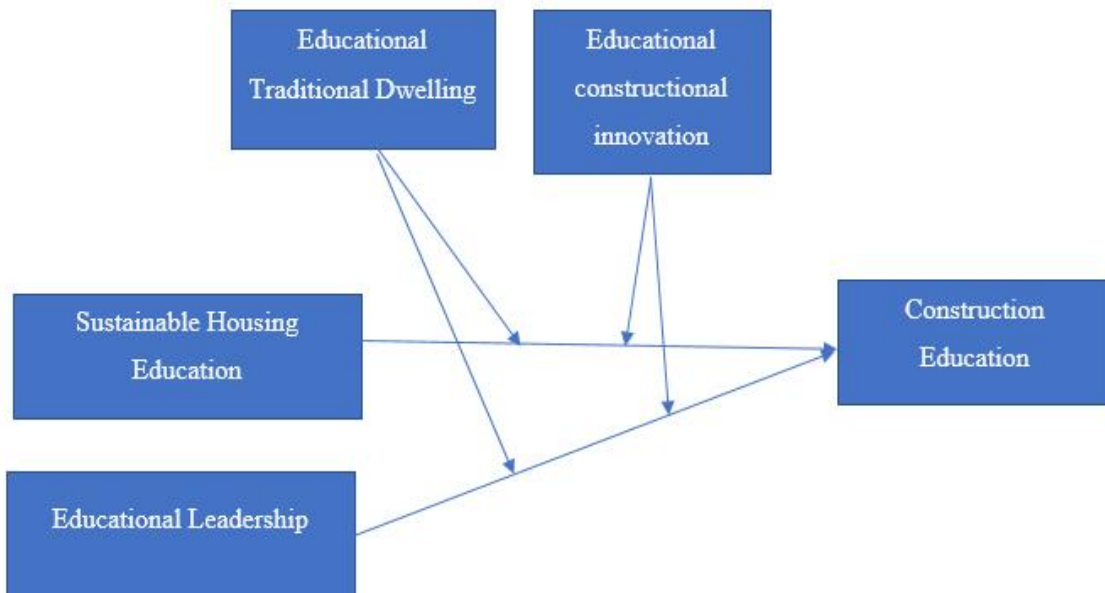 Educational
Traditional Dwelling
Educational
constructional
innovation
Sustainable Housing
Education
Construction
Education
Educational Leadership